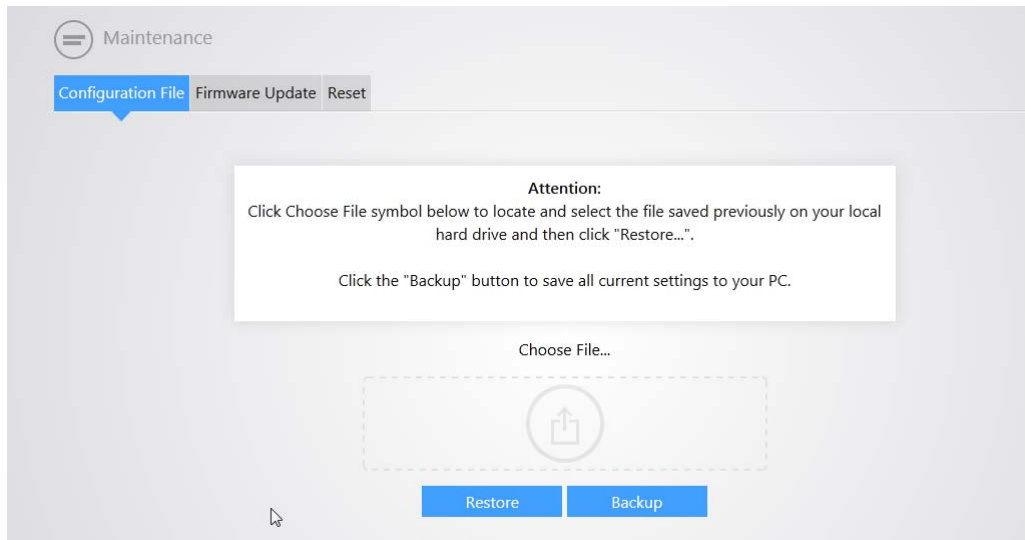 Maintenance
Configuration File Firmware Update Reset
Attention:
Click Choose File symbol below to locate and select the file saved previously on your local
hard drive and then click "Restore...".
Click the "Backup" button to save all current settings to your PC.
Choose File...
Restore Backup